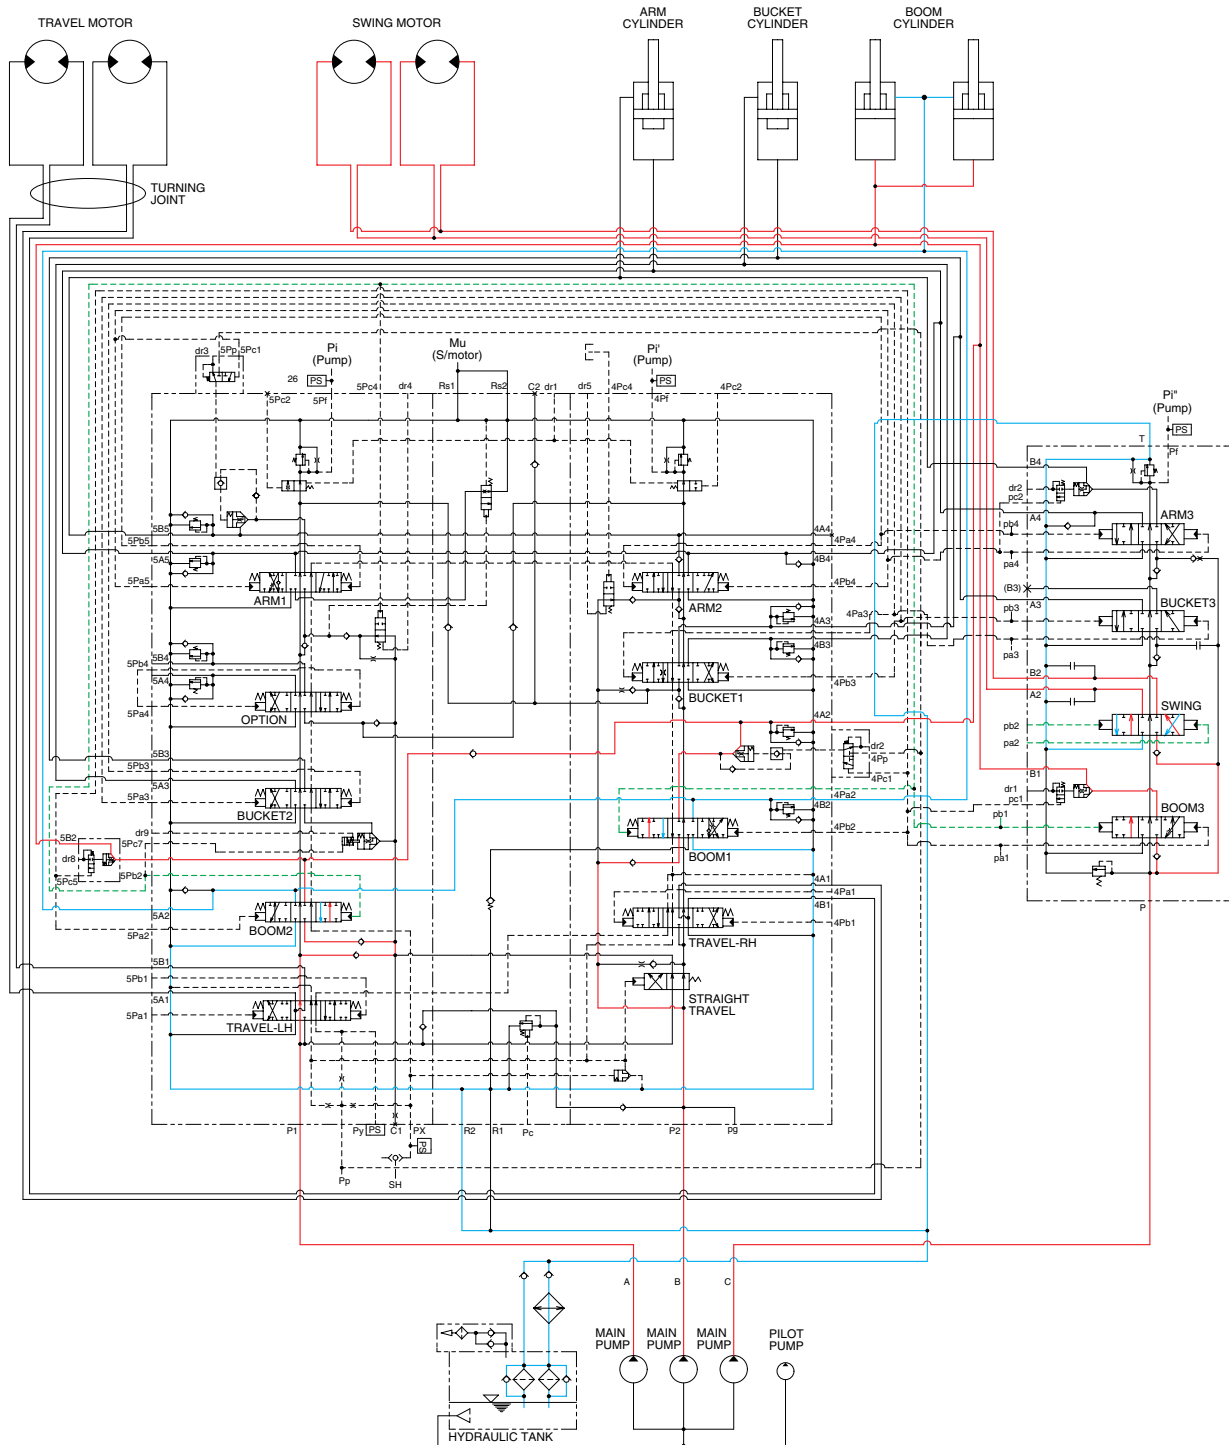 TRAVEL MOTOR
SWING MOTOR
ARM
CYLINDER
BUCKET
CYLINDER
BOOM
CYLINDER
TURNING
JOINT
dr3
5Pp
5Pc1
Pi
(Pump)
26
PS
5Pc2
5Pf
5Pc4
dr4
Mu
(S/motor)
Rs1
Rs2
C2
dr1
dr5
4Pc4
Pi'
(Pump)
PS
4Pf
4Pc2
Pi"
(Pump)
PS
T
Pf
B4
dr2
pc2
A4
ARM3
pb4
pa4
(B3)
A3
BUCKET3
pb3
pa3
B2
A2
SWING
pb2
pa2
B1
dr1
pc1
BOOM3
pb1
pa1
P
5B5
5Pb5
5A5
5Pa5
ARM1
4A4
4Pa4
4B4
4Pb4
ARM2
5B4
5Pb4
5A4
5Pa4
OPTION
4Pa3
4A3
4B3
4Pb3
BUCKET1
5B3
5Pb3
5A3
5Pa3
BUCKET2
4A2
dr2
4Pp
4Pc1
4Pa2
4B2
4Pb2
BOOM1
dr9
5Pc7
5B2
dr8
5Pc5
5Pb2
5A2
5Pa2
BOOM2
4A1
4Pa1
4B1
4Pb1
TRAVEL-RH
5B1
5Pb1
5A1
5Pa1
TRAVEL-LH
STRAIGHT
TRAVEL
P1
Py
PS
C1
PX
PS
R2
R1
Pc
P2
pg
Pp
SH
A
B
C
MAIN
PUMP
MAIN
PUMP
MAIN
PUMP
PILOT
PUMP
HYDRAULIC TANK